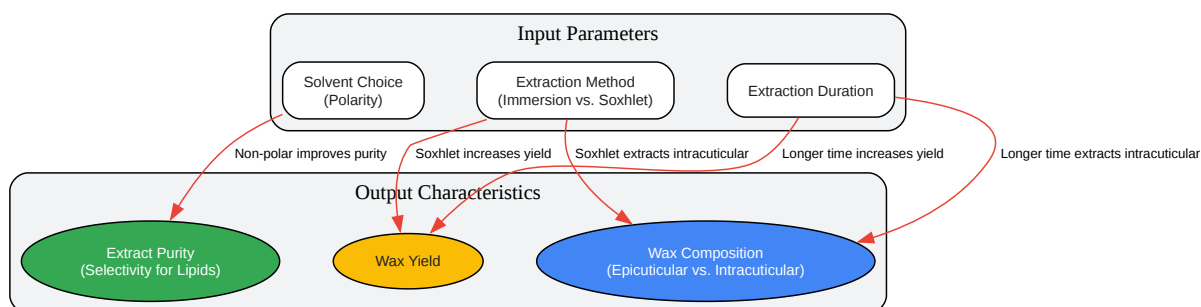 Input Parameters
Solvent Choice
(Polarity)
Extraction Method
(Immersion vs. Soxhlet)
Extraction Duration
Non-polar improves purity
Soxhlet increases yield
Soxhlet extracts intracuticular
Longer time increases yield
Longer time extracts intracuticular
Output Characteristics
Extract Purity
(Selectivity for Lipids)
Wax Yield
Wax Composition
(Epicuticular vs. Intracuticular)